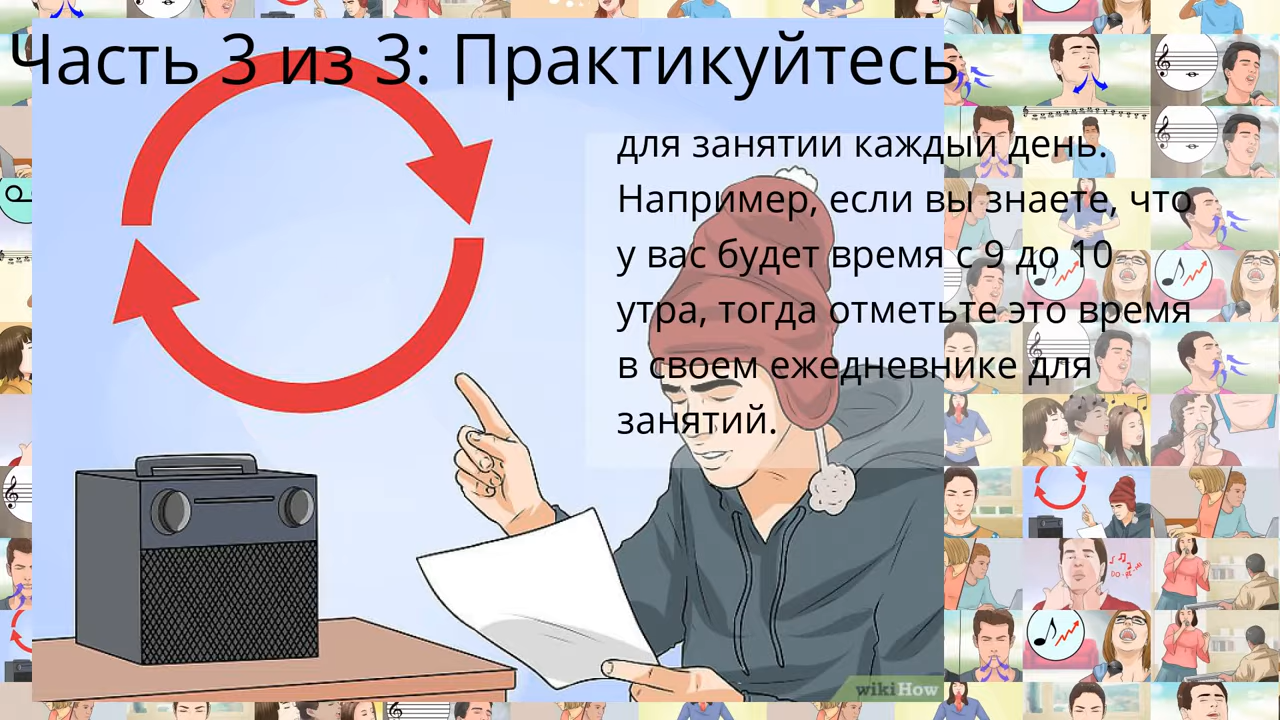 Часть 3 из 3: Практикуйтесь
для занятии каждыи день.
Например, если вы знаете, что
у вас будет время с 9 до 10
утра, тогда отметьте это время
в своем ежедневнике для
занятий.
wikiHow